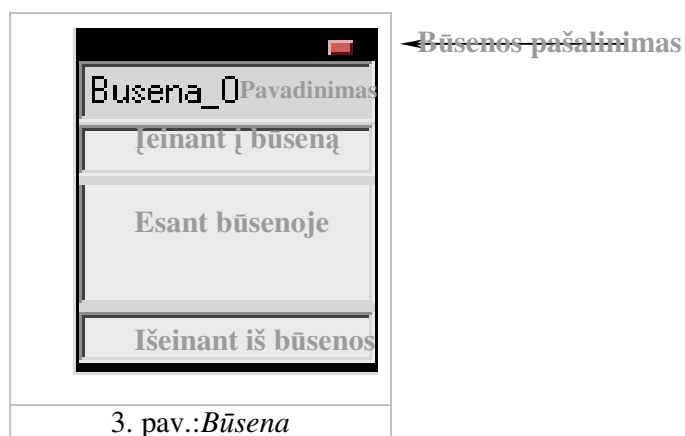 Būsenos pašalinimas
Busena_0 Pavadinimas
Įeinant į būseną
Esant būsenoje
Išeinant iš būsenos
3. pav.:Būsena